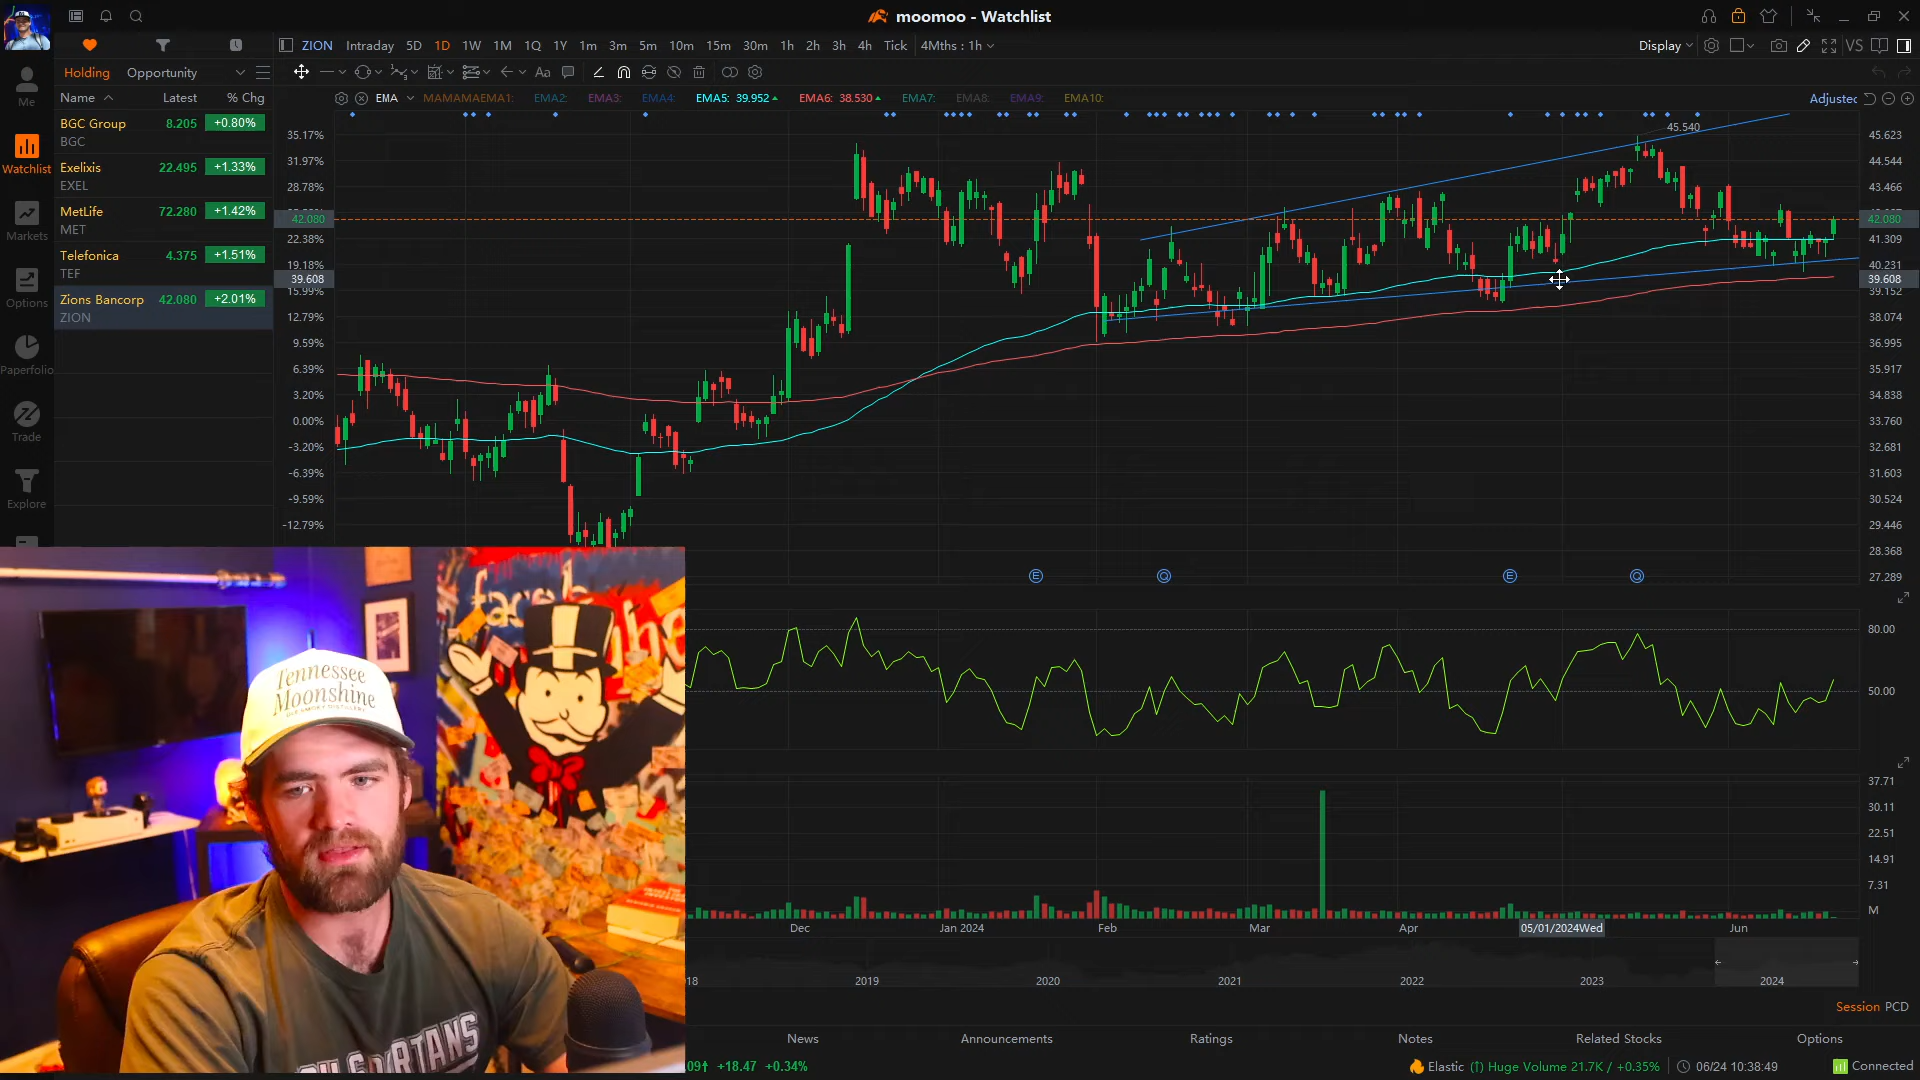 moomoo - Watchlist
ZION Intraday 5D 1D 1W 1M 1Q 1Y 1m 3m 5m 10m 15m 30m 1h 2h 3h 4h Tick 4Mths : 1h
Display
VS
Me
Watchlist
Markets
Options
Paperfolio
Trade
Explore
Holding Opportunity
Name Latest % Chg
BGC Group 8.205 +0.80%
BGC
Exelixis 22.495 +1.33%
EXEL
MetLife 72.280 +1.42%
MET
Telefonica 4.375 +1.51%
TEF
Zions Bancorp 42.080 +2.01%
ZION
Aa
EMA MAMAMAEMA1: EMA2: EMA3: EMA4: EMA5: 39.952 EMA6: 38.530 EMA7: EMA8: EMA9: EMA10:
Adjusted
35.17%
31.97%
28.78%
42.080
22.38%
19.18%
39.608
15.99%
12.79%
9.59%
6.39%
3.20%
0.00%
-3.20%
-6.39%
-9.59%
-12.79%
45.540
45.623
44.544
43.466
42.080
41.309
40.231
39.608
39.152
38.074
36.995
35.917
34.838
33.760
32.681
31.603
30.524
29.446
28.368
27.289
E Q E Q
80.00
50.00
37.71
30.11
22.51
14.91
7.31
M
Dec Jan 2024 Feb Mar Apr 05/01/2024Wed Jun
18 2019 2020 2021 2022 2023 2024
Session PCD
News Announcements Ratings Notes Related Stocks Options
09 +18.47 +0.34%
Elastic (↑) Huge Volume 21.7K / +0.35% 06/24 10:38:49 Connected
Tennessee
Moonshine